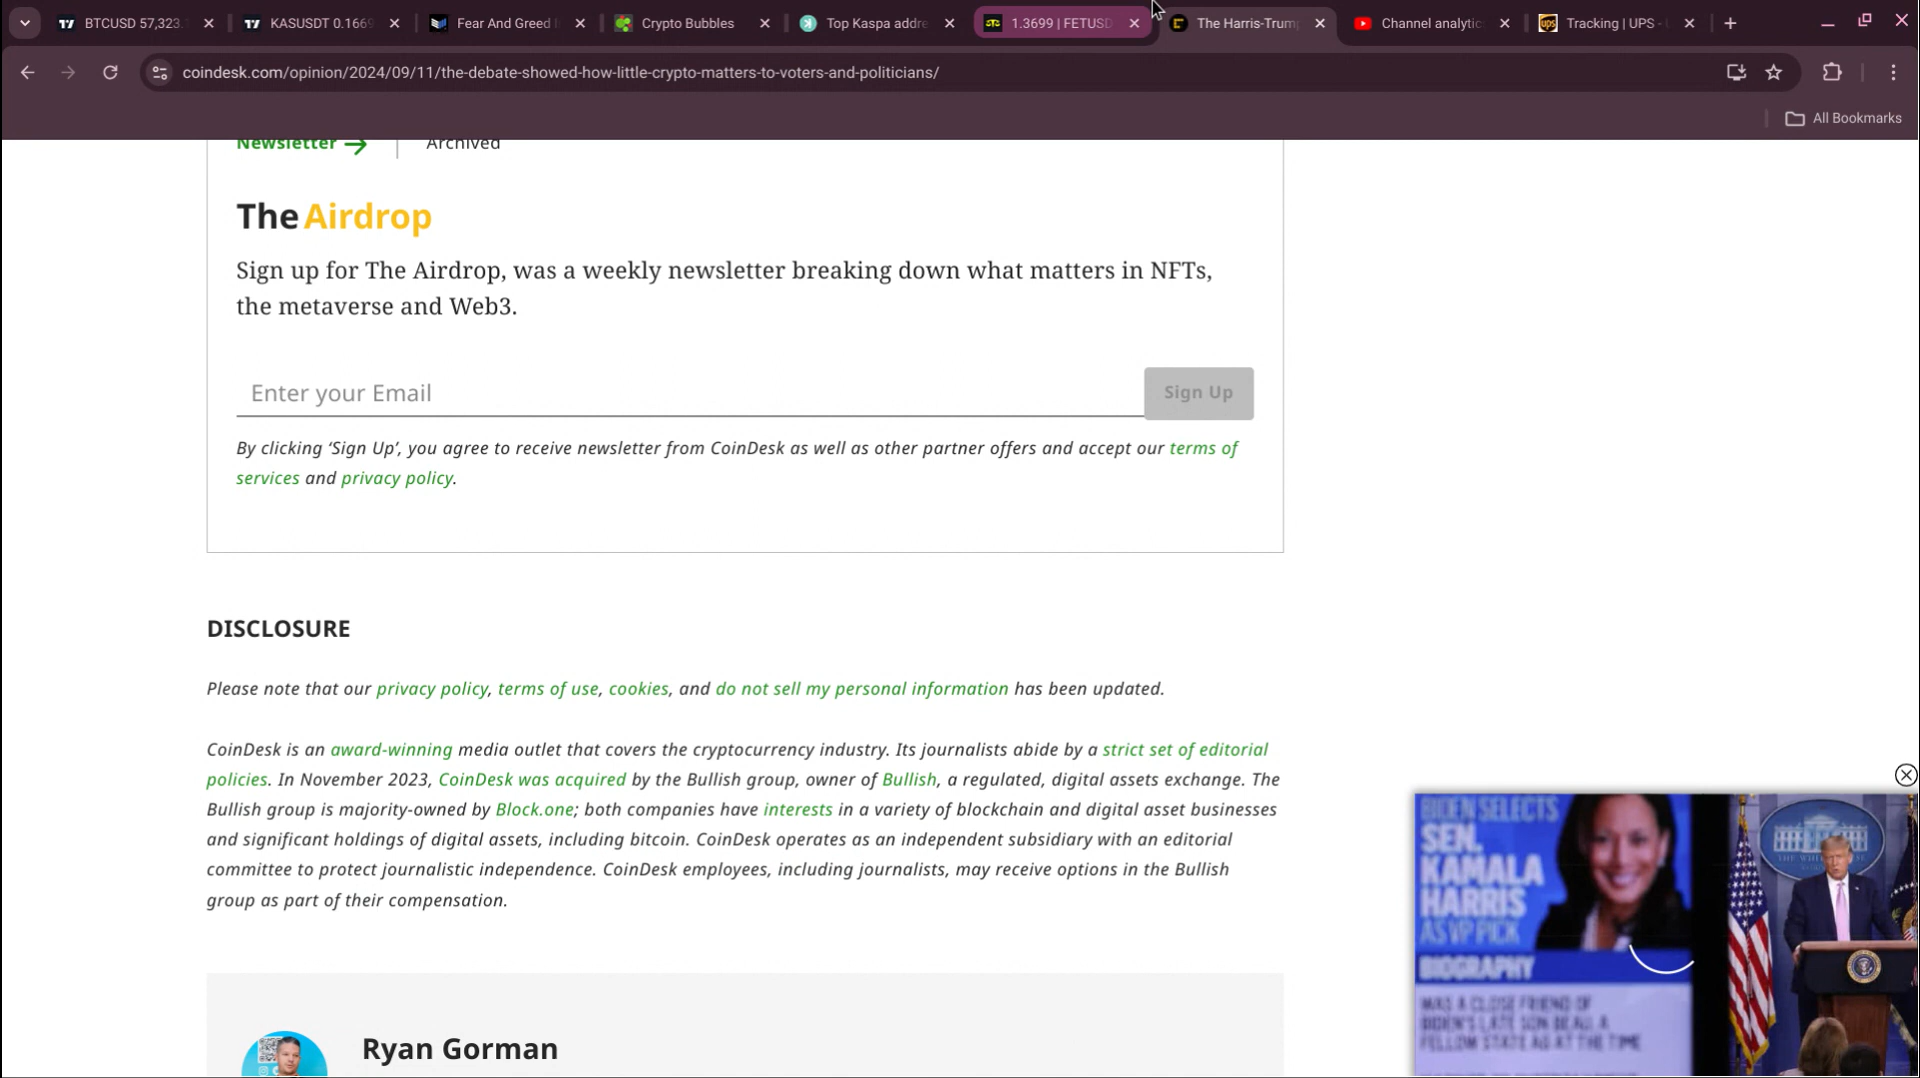 BTCUSD 57,323.
KASUSDT 0.1669
Fear And Greed
Crypto Bubbles
Top Kaspa addre
1.3699 | FETUSD
The Harris-Trump
Channel analytic
Tracking | UPS -
coindesk.com/opinion/2024/09/11/the-debate-showed-how-little-crypto-matters-to-voters-and-politicians/
All Bookmarks
Newsletter → | Archived
The Airdrop
Sign up for The Airdrop, was a weekly newsletter breaking down what matters in NFTs,
the metaverse and Web3.
Enter your Email
Sign Up
By clicking ‘Sign Up’, you agree to receive newsletter from CoinDesk as well as other partner offers and accept our terms of
services and privacy policy.
DISCLOSURE
Please note that our privacy policy, terms of use, cookies, and do not sell my personal information has been updated.
CoinDesk is an award-winning media outlet that covers the cryptocurrency industry. Its journalists abide by a strict set of editorial
policies. In November 2023, CoinDesk was acquired by the Bullish group, owner of Bullish, a regulated, digital assets exchange. The
Bullish group is majority-owned by Block.one; both companies have interests in a variety of blockchain and digital asset businesses
and significant holdings of digital assets, including bitcoin. CoinDesk operates as an independent subsidiary with an editorial
committee to protect journalistic independence. CoinDesk employees, including journalists, may receive options in the Bullish
group as part of their compensation.
Ryan Gorman
BIDEN SELECTS
SEN.
KAMALA
HARRIS
AS VP PICK
BIOGRAPHY
WAS A CLOSE FRIEND OF
BIDEN'S LATE SON BEAU, A
FELLOW STATE AG AT THE TIME